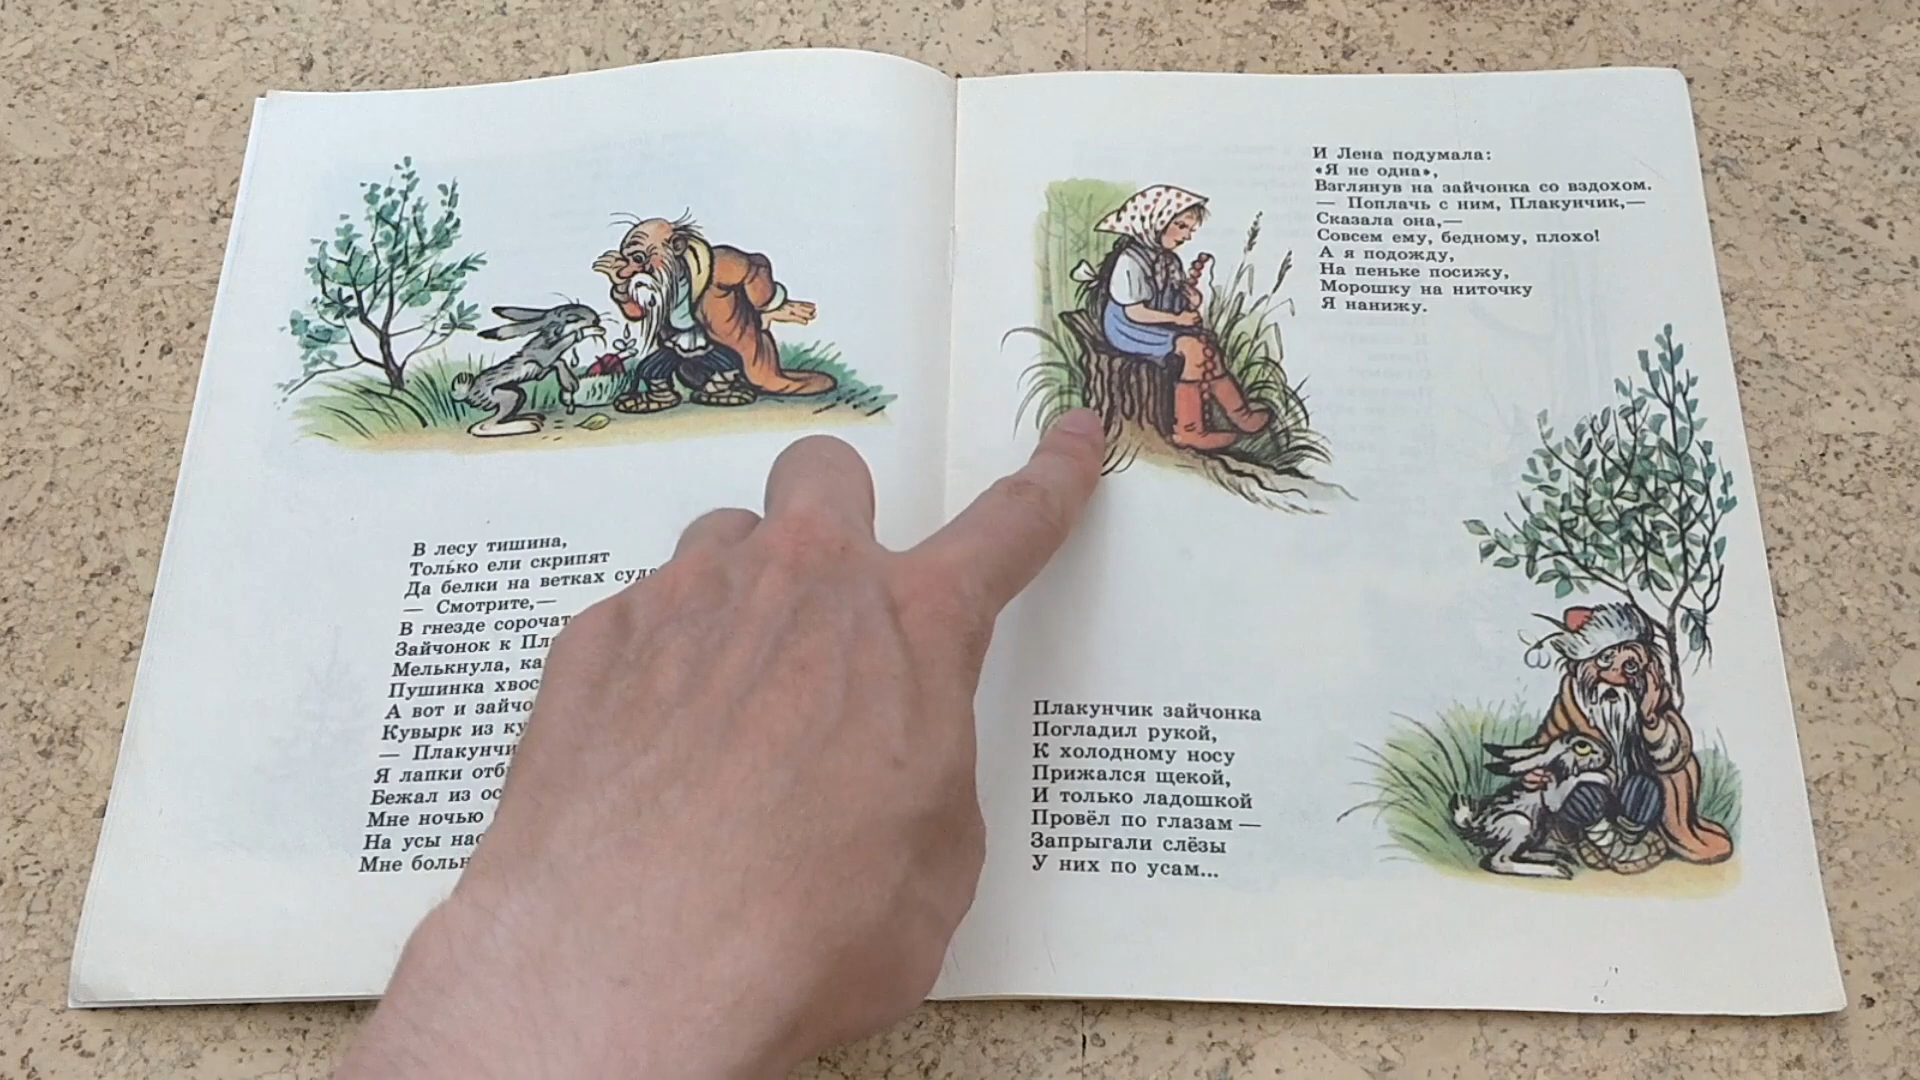 В лесу тишина,
Только ели скрипят
Да белки на ветках
— Смотрите,—
В гнезде
Зайчонок к
Мелькнула,
Пушинка
А вот и
Кувырк из
—
Я лапки
Бежал из
Мне ночью
На усы
Мне
И Лена подумала:
«Я не одна»,
Взглянув на зайчонка со вздохом.
— Поплачь с ним, Плакунчик,—
Сказала она,—
Совсем ему, бедному, плохо!
А я подожду,
На пеньке посижу,
Морошку на ниточку
Я нанижу.
Плакунчик зайчонка
Погладил рукой,
К холодному носу
Прижался щекой,
И только ладошкой
Провёл по глазам —
Запрыгали слёзы
У них по усам...